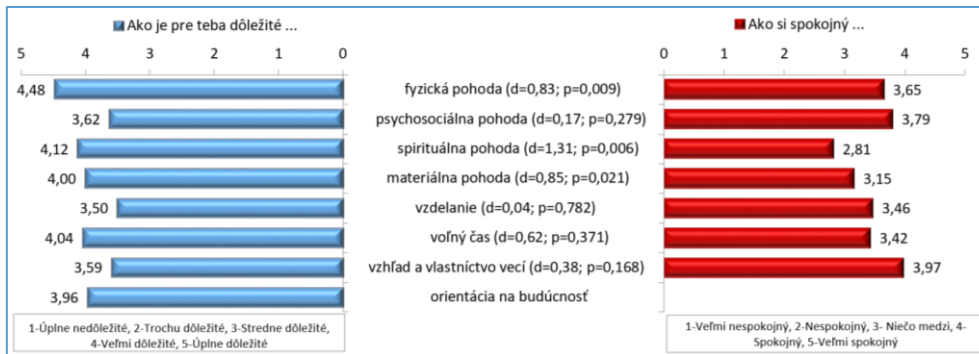 Ako je pre teba dôležité ...
Ako si spokojný ...
5 4 3 2 1 0
0 1 2 3 4 5
4,48 fyzická pohoda (d=0,83; p=0,009) 3,65
3,62 psychosociálna pohoda (d=0,17; p=0,279) 3,79
4,12 spirituálna pohoda (d=1,31; p=0,006) 2,81
4,00 materiálna pohoda (d=0,85; p=0,021) 3,15
3,50 vzdelanie (d=0,04; p=0,782) 3,46
4,04 voľný čas (d=0,62; p=0,371) 3,42
3,59 vzhľad a vlastníctvo vecí (d=0,38; p=0,168) 3,97
3,96 orientácia na budúcnosť
1-Úplne nedôležité, 2-Trochu dôležité, 3-Stredne dôležité,
4-Veľmi dôležité, 5-Úplne dôležité
1-Veľmi nespokojný, 2-Nespokojný, 3- Niečo medzi, 4-
Spokojný, 5-Veľmi spokojný